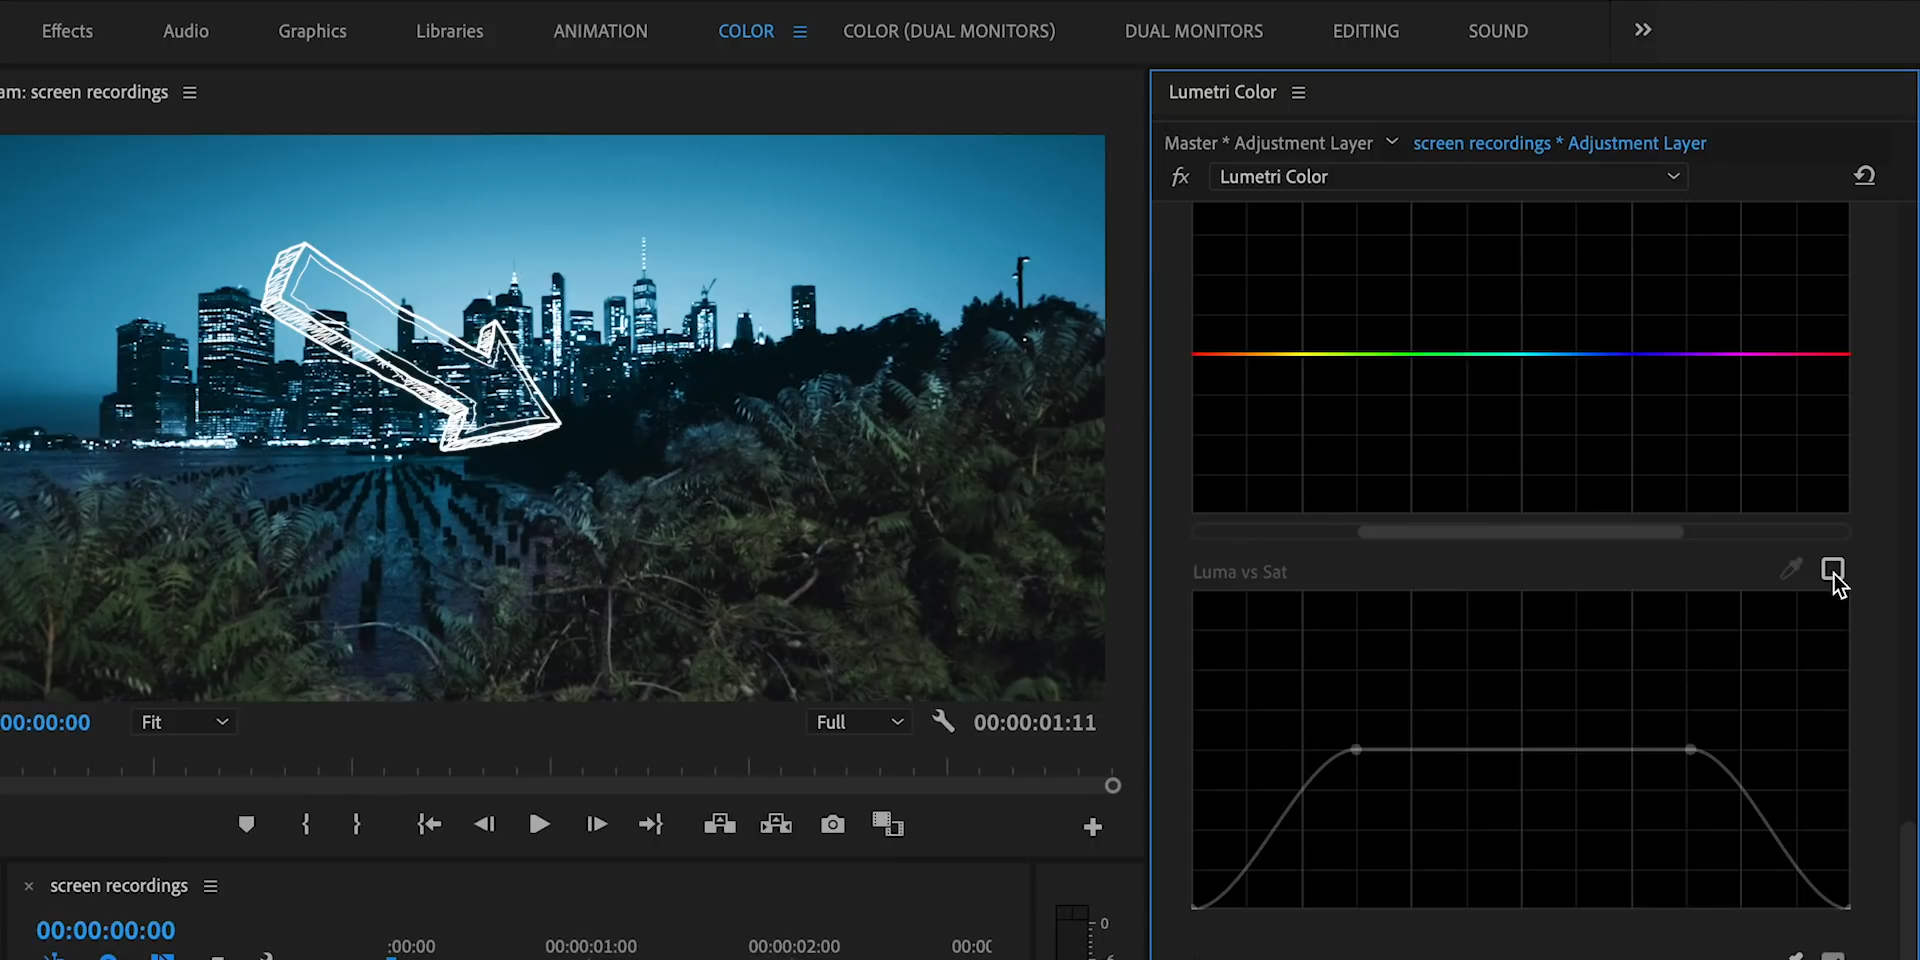 Effects Audio Graphics Libraries ANIMATION COLOR COLOR (DUAL MONITORS) DUAL MONITORS EDITING SOUND
am: screen recordings
Lumetri Color
Master * Adjustment Layer screen recordings * Adjustment Layer
fx Lumetri Color
Luma vs Sat
00:00:00 Fit Full 00:00:01:11
× screen recordings
00:00:00:00
:00:00 00:00:01:00 00:00:02:00 00:00
0